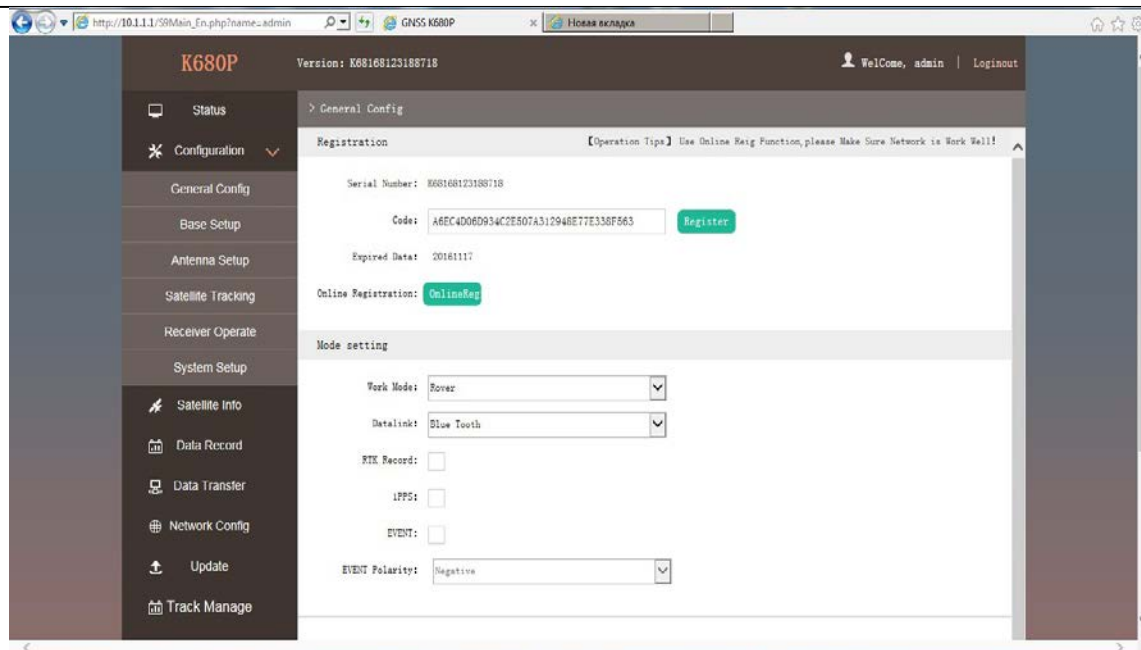 http://10.1.1.1/S9Main_En.php?name=admin
GNSS K680P
Новая вкладка
K680P
Version: K68168123188718
WelCome, admin | Loginout
Status
> General Config
Configuration
Registration
【Operation Tips】 Use Online Reig Function,please Make Sure Network is Work Well!
General Config
Serial Number: K68168123188718
Base Setup
Code: A6EC4D06D934C2E507A312948E77E338F563
Register
Antenna Setup
Expired Data: 20161117
Satellite Tracking
Online Registration: OnlineReg
Receiver Operate
Mode setting
System Setup
Work Mode: Rover
Satellite Info
Datalink: Blue Tooth
Data Record
RTK Record:
Data Transfer
1PPS:
Network Config
EVENT:
Update
EVENT Polarity: Negative
Track Manage